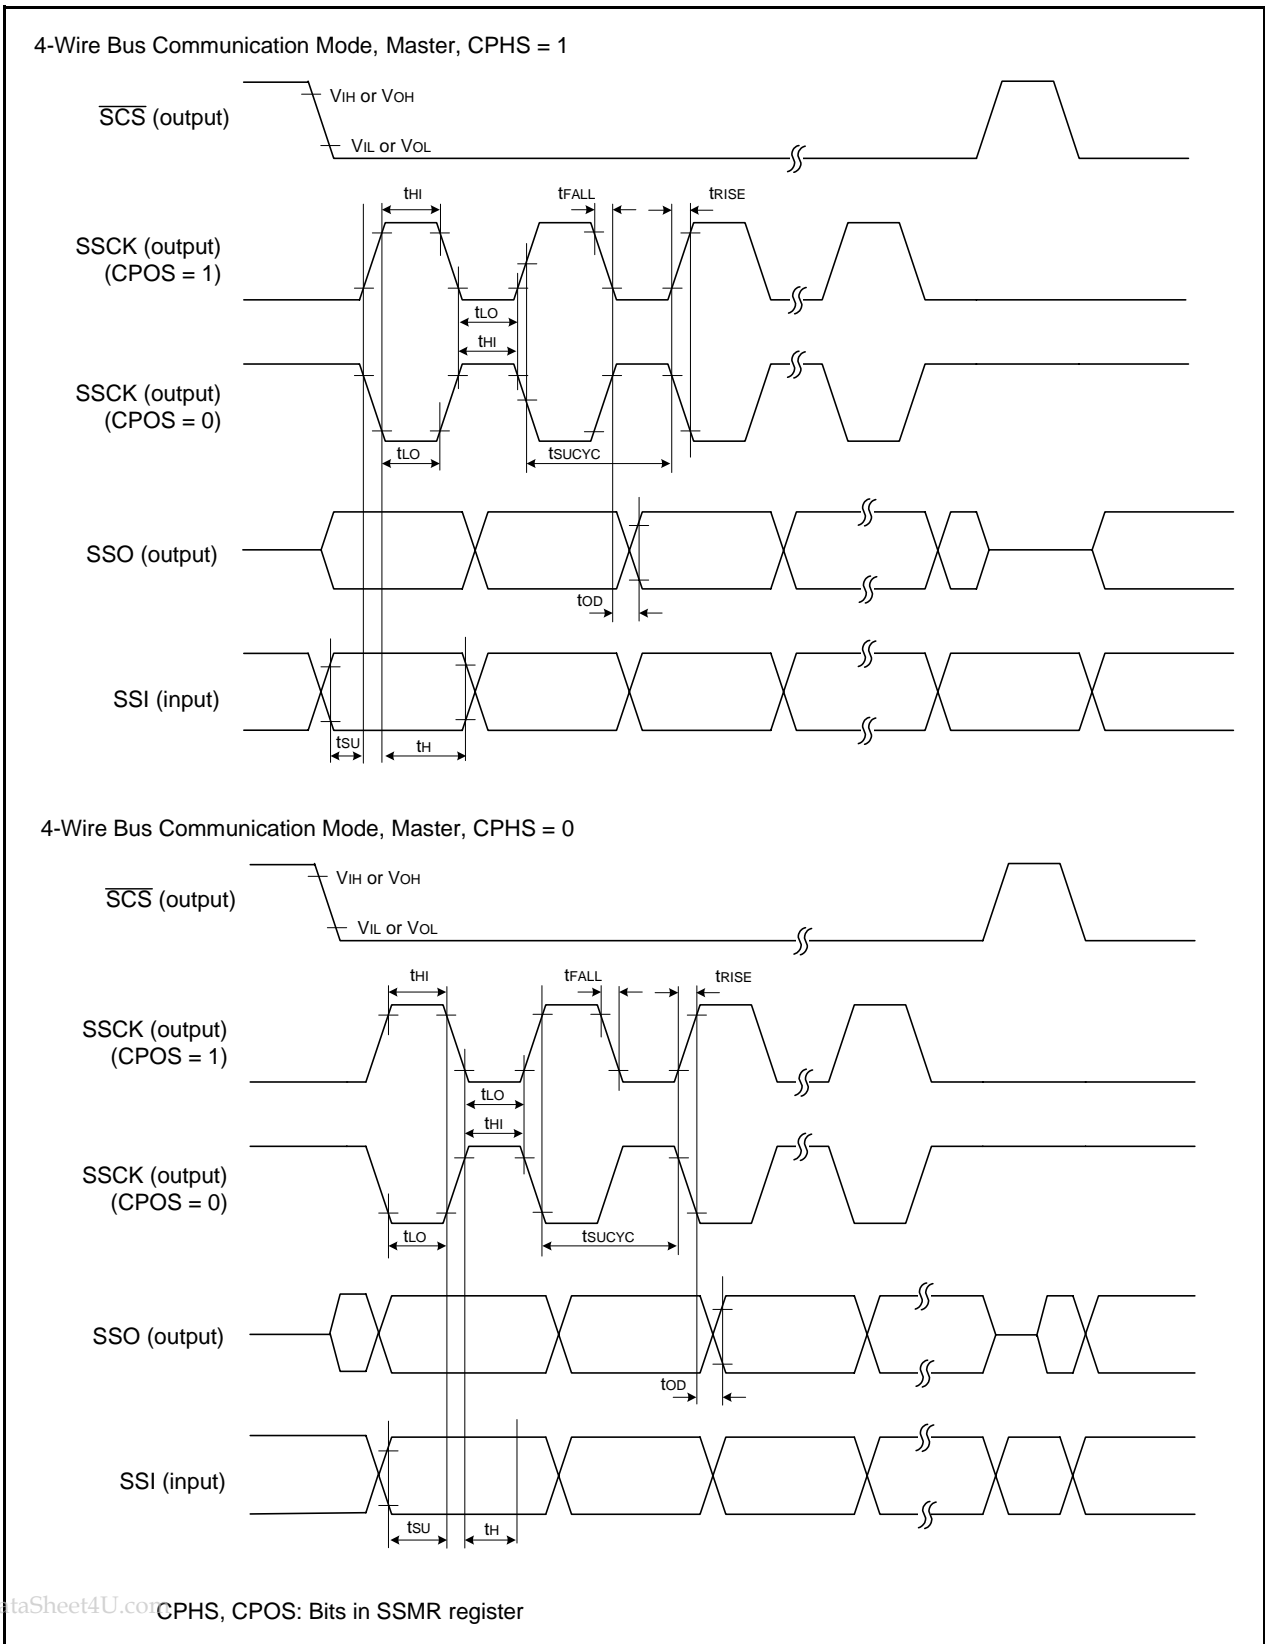 4-Wire Bus Communication Mode, Master, CPHS = 1
SCS (output)
VIH or VOH
VIL or VOL
tHI
tFALL
tRISE
SSCK (output)
(CPOS = 1)
tLO
tHI
SSCK (output)
(CPOS = 0)
tLO
tSUCYC
SSO (output)
tOD
SSI (input)
tSU
tH
4-Wire Bus Communication Mode, Master, CPHS = 0
SCS (output)
VIH or VOH
VIL or VOL
tHI
tFALL
tRISE
SSCK (output)
(CPOS = 1)
tLO
tHI
SSCK (output)
(CPOS = 0)
tLO
tSUCYC
SSO (output)
tOD
SSI (input)
tSU
tH
ataSheet4U.com
CPHS, CPOS: Bits in SSMR register